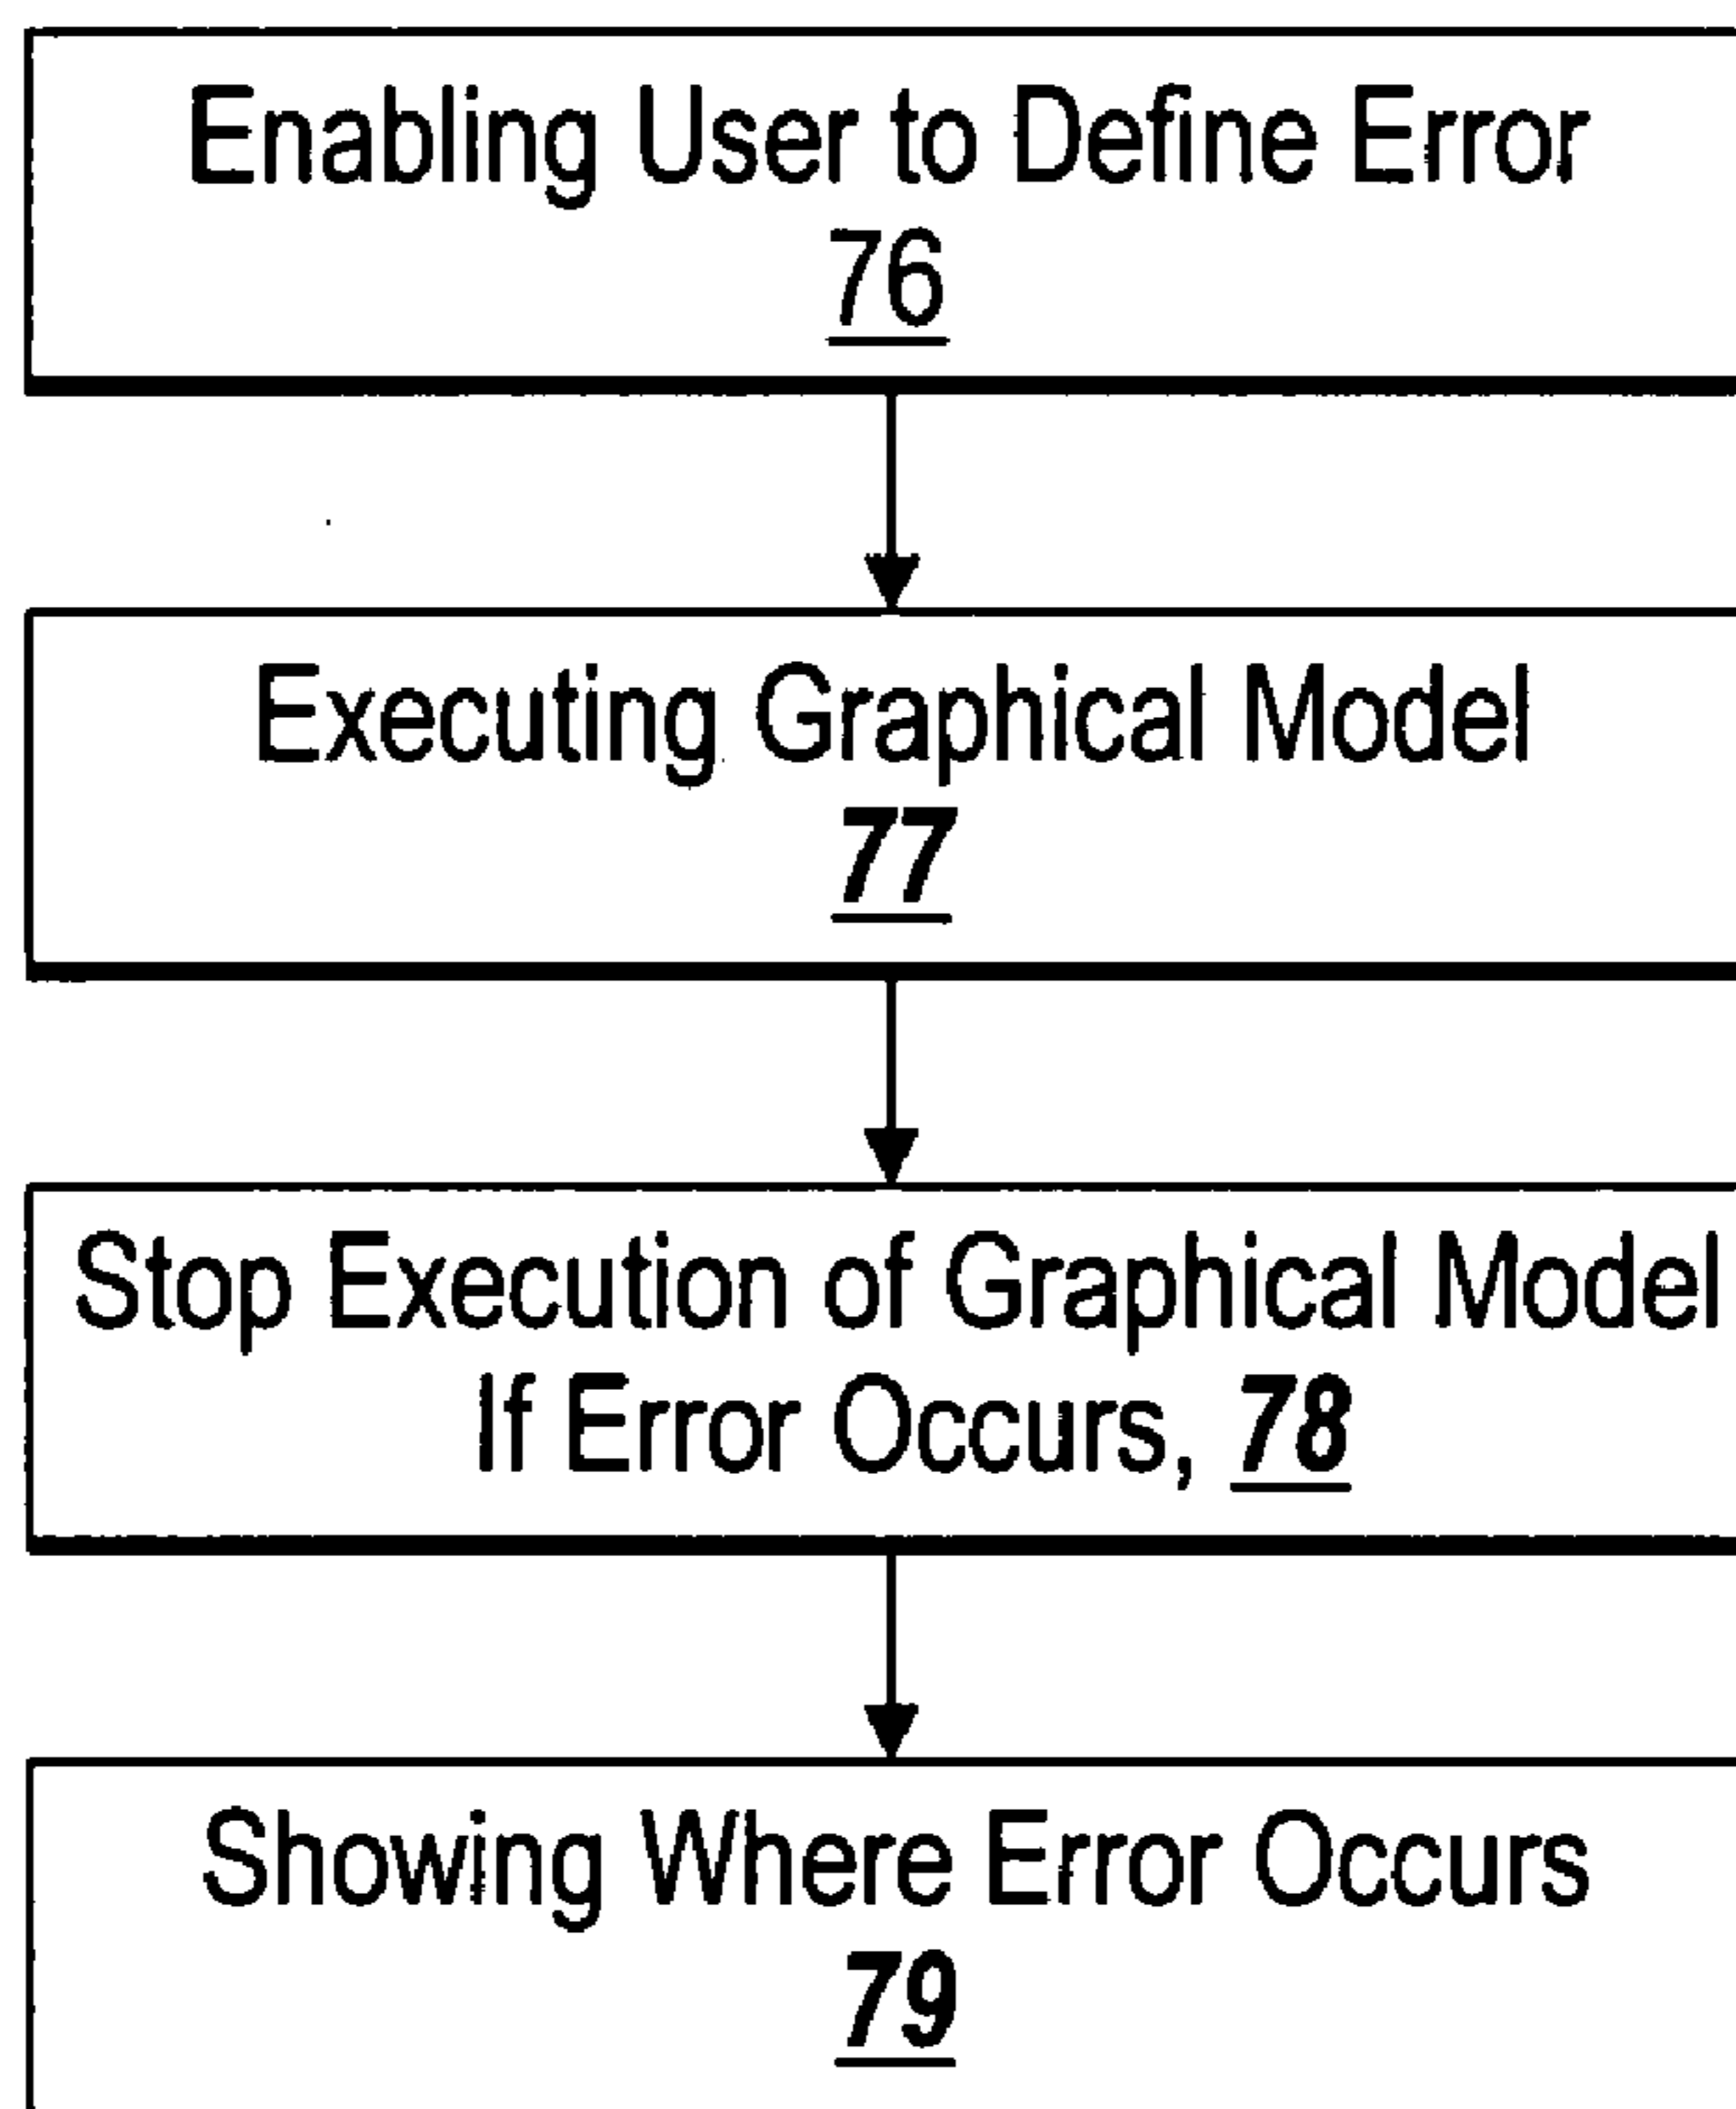 Enabling User to Define Error
76
Executing Graphical Model
77
Stop Execution of Graphical Model
If Error Occurs, 78
Showing Where Error Occurs
79